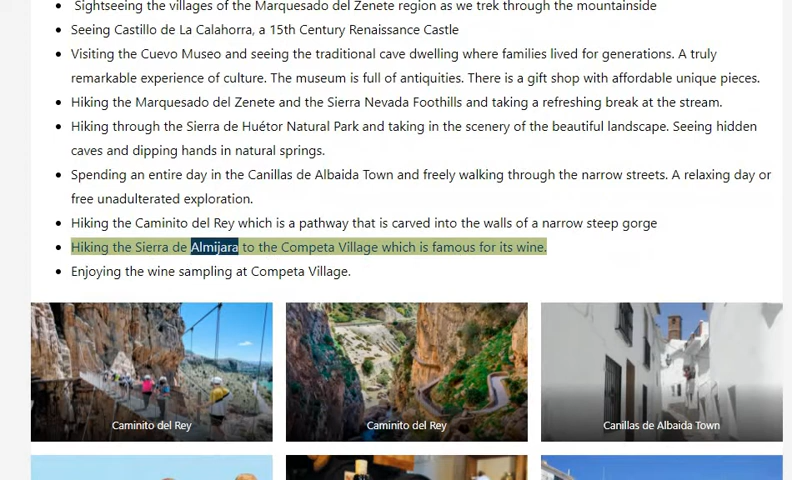 Sightseeing the villages of the Marquesado del Zenete region as we trek through the mountainside
Seeing Castillo de La Calahorra, a 15th Century Renaissance Castle
Visiting the Cuevo Museo and seeing the traditional cave dwelling where families lived for generations. A truly
remarkable experience of culture. The museum is full of antiquities. There is a gift shop with affordable unique pieces.
Hiking the Marquesado del Zenete and the Sierra Nevada Foothills and taking a refreshing break at the stream.
Hiking through the Sierra de Huétor Natural Park and taking in the scenery of the beautiful landscape. Seeing hidden
caves and dipping hands in natural springs.
Spending an entire day in the Canillas de Albaida Town and freely walking through the narrow streets. A relaxing day or
free unadulterated exploration.
Hiking the Caminito del Rey which is a pathway that is carved into the walls of a narrow steep gorge
Hiking the Sierra de Almijara to the Competa Village which is famous for its wine.
Enjoying the wine sampling at Competa Village.
Caminito del Rey
Caminito del Rey
Canillas de Albaida Town